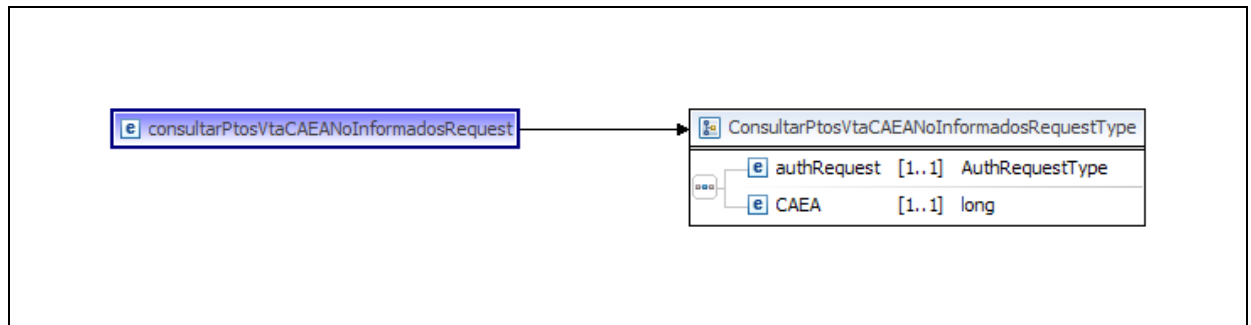 e consultarPtosVtaCAEANoInformadosRequest
ConsultarPtosVtaCAEANoInformadosRequestType
e authRequest [1..1] AuthRequestType
e CAEA [1..1] long